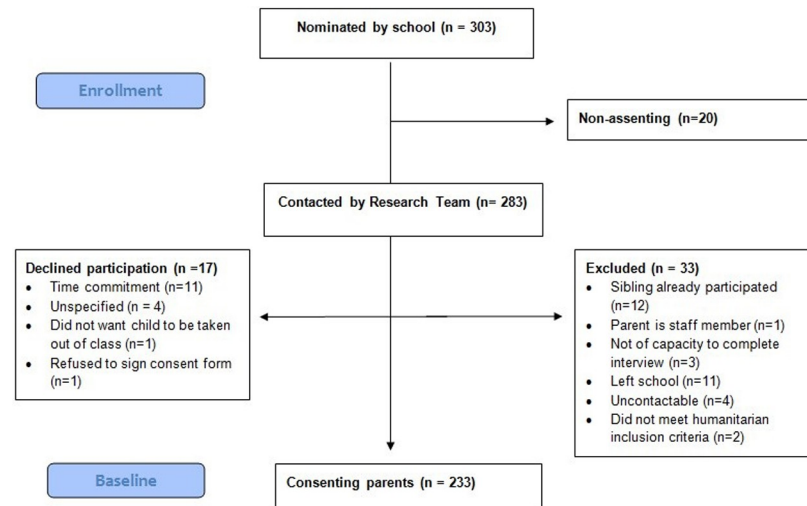 Nominated by school (n = 303)
Enrollment
Non-assenting (n=20)
Contacted by Research Team (n= 283)
Declined participation (n =17)
• Time commitment (n=11)
• Unspecified (n = 4)
• Did not want child to be taken
out of class (n=1)
• Refused to sign consent form
(n=1)
Excluded (n = 33)
• Sibling already participated
(n=12)
• Parent is staff member (n=1)
• Not of capacity to complete
interview (n=3)
• Left school (n=11)
• Uncontactable (n=4)
• Did not meet humanitarian
inclusion criteria (n=2)
Baseline
Consenting parents (n = 233)